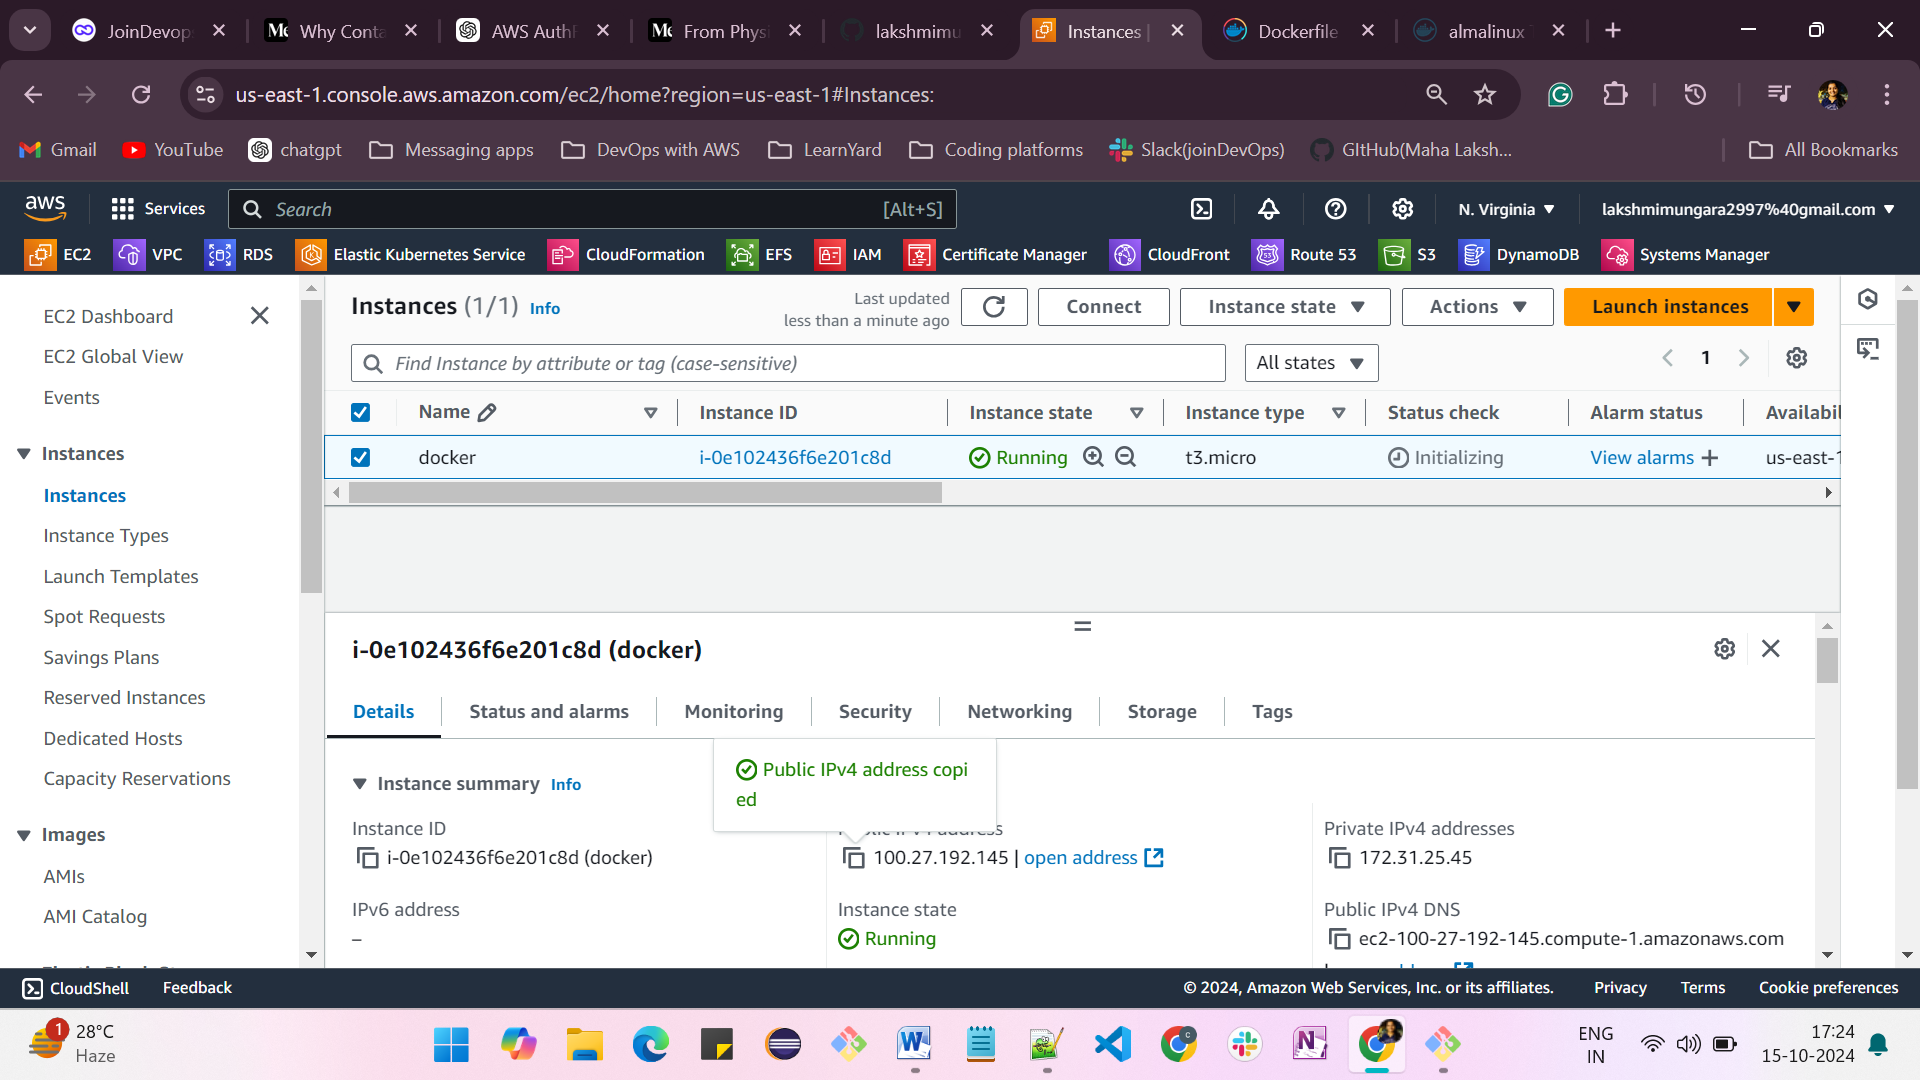 JoinDevop
Why Conta
AWS AuthF
From Physi
lakshmimu
Instances |
Dockerfile
almalinux
us-east-1.console.aws.amazon.com/ec2/home?region=us-east-1#Instances:
Gmail
YouTube
chatgpt
Messaging apps
DevOps with AWS
LearnYard
Coding platforms
Slack(joinDevOps)
GItHub(Maha Laksh...
All Bookmarks
aws
Services
Search
[Alt+S]
N. Virginia
lakshmimungara2997%40gmail.com
EC2
VPC
RDS
Elastic Kubernetes Service
CloudFormation
EFS
IAM
Certificate Manager
CloudFront
Route 53
S3
DynamoDB
Systems Manager
EC2 Dashboard
EC2 Global View
Events
Instances
Instances
Instance Types
Launch Templates
Spot Requests
Savings Plans
Reserved Instances
Dedicated Hosts
Capacity Reservations
Images
AMIs
AMI Catalog
Instances (1/1) Info
Last updated
less than a minute ago
Connect
Instance state
Actions
Launch instances
Find Instance by attribute or tag (case-sensitive)
All states
1
Name
Instance ID
Instance state
Instance type
Status check
Alarm status
Availabil
docker
i-0e102436f6e201c8d
Running
t3.micro
Initializing
View alarms +
us-east-1
i-0e102436f6e201c8d (docker)
Details
Status and alarms
Monitoring
Security
Networking
Storage
Tags
Public IPv4 address copi
ed
Instance summary Info
Instance ID
i-0e102436f6e201c8d (docker)
100.27.192.145 | open address
Private IPv4 addresses
172.31.25.45
IPv6 address
–
Instance state
Running
Public IPv4 DNS
ec2-100-27-192-145.compute-1.amazonaws.com
CloudShell
Feedback
© 2024, Amazon Web Services, Inc. or its affiliates.
Privacy
Terms
Cookie preferences
1
28°C
Haze
ENG
IN
17:24
15-10-2024